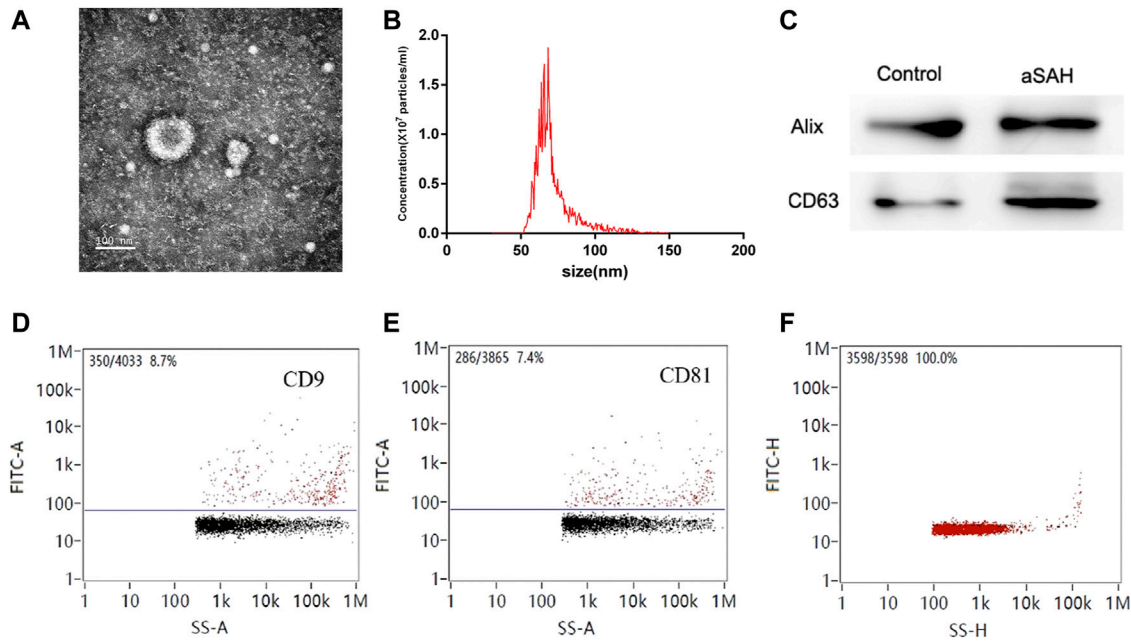 A
100 nm
B
Concentration(X10⁷ particles/ml)
2.0
1.5
1.0
0.5
0.0
0
50
100
150
200
size(nm)
C
Control
aSAH
Alix
CD63
D
350/4033 8.7%
CD9
FITC-A
1M
100k
10k
1k
100
10
1
1
10
100
1k
10k
100k
1M
SS-A
E
286/3865 7.4%
CD81
FITC-A
1M
100k
10k
1k
100
10
1
1
10
100
1k
10k
100k
1M
SS-A
F
3598/3598 100.0%
FITC-H
1M
100k
10k
1k
100
10
1
1
10
100
1k
10k
100k
1M
SS-H